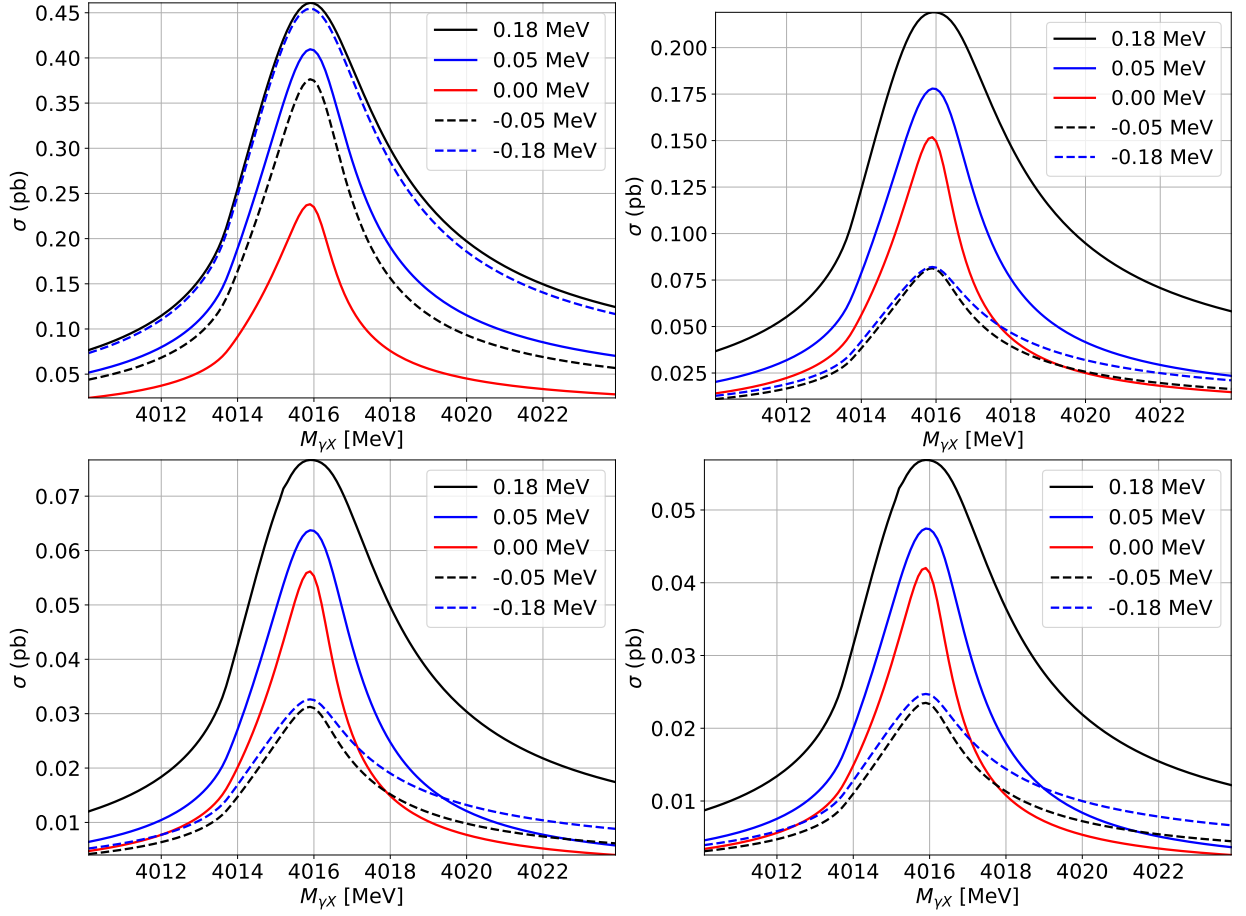 σ (pb)
0.45
0.40
0.35
0.30
0.25
0.20
0.15
0.10
0.05
4012 4014 4016 4018 4020 4022
M_γX [MeV]
0.18 MeV
0.05 MeV
0.00 MeV
-0.05 MeV
-0.18 MeV
σ (pb)
0.200
0.175
0.150
0.125
0.100
0.075
0.050
0.025
4012 4014 4016 4018 4020 4022
M_γX [MeV]
0.18 MeV
0.05 MeV
0.00 MeV
-0.05 MeV
-0.18 MeV
σ (pb)
0.07
0.06
0.05
0.04
0.03
0.02
0.01
4012 4014 4016 4018 4020 4022
M_γX [MeV]
0.18 MeV
0.05 MeV
0.00 MeV
-0.05 MeV
-0.18 MeV
σ (pb)
0.05
0.04
0.03
0.02
0.01
4012 4014 4016 4018 4020 4022
M_γX [MeV]
0.18 MeV
0.05 MeV
0.00 MeV
-0.05 MeV
-0.18 MeV